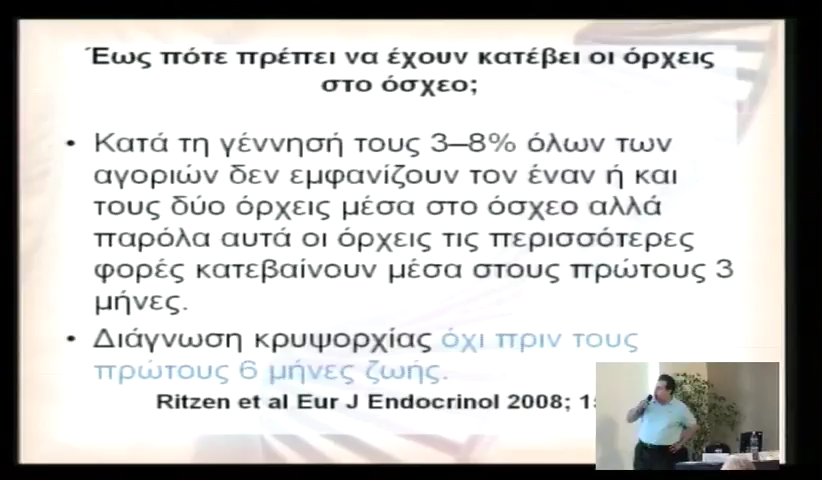 Έως πότε πρέπει να έχουν κατέβει οι όρχεις
στο όσχεο;
• Κατά τη γέννησή τους 3–8% όλων των
αγοριών δεν εμφανίζουν τον έναν ή και
τους δύο όρχεις μέσα στο όσχεο αλλά
παρόλα αυτά οι όρχεις τις περισσότερες
φορές κατεβαίνουν μέσα στους πρώτους 3
μήνες.
• Διάγνωση κρυψορχίας όχι πριν τους
πρώτους 6 μήνες ζωής.
Ritzen et al Eur J Endocrinol 2008;